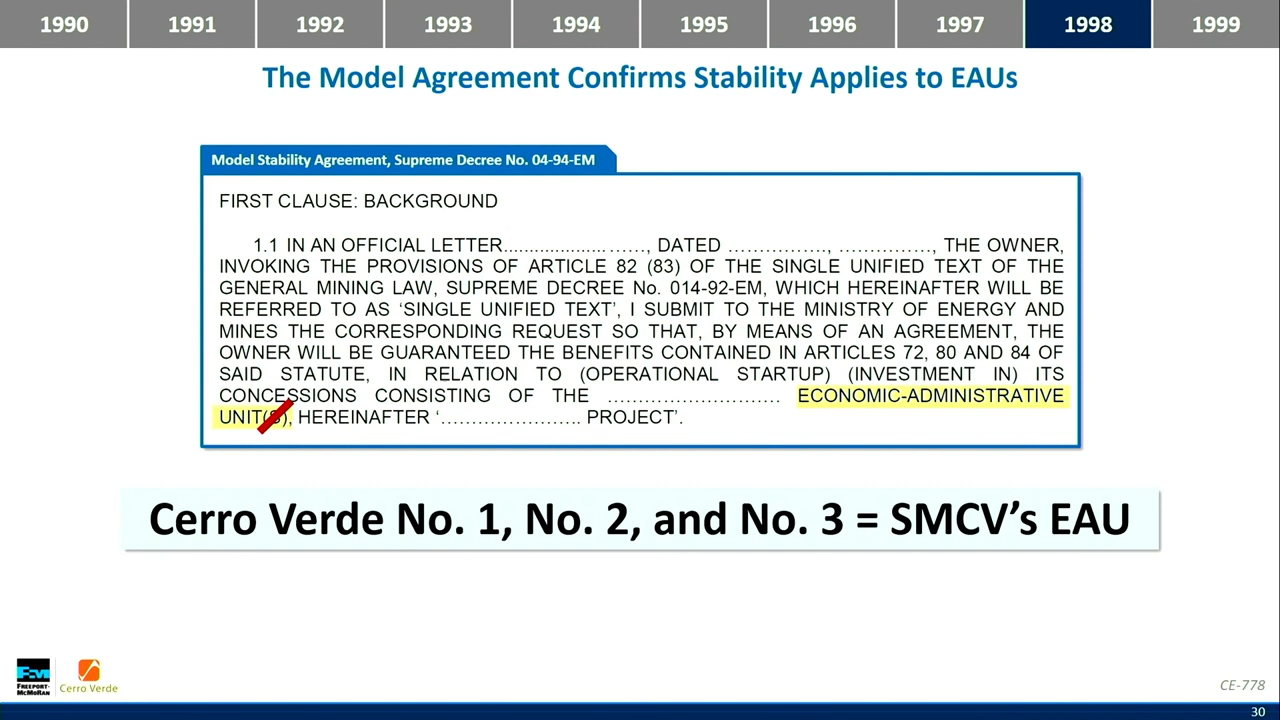 1990 1991 1992 1993 1994 1995 1996 1997 1998 1999
The Model Agreement Confirms Stability Applies to EAUs
Model Stability Agreement, Supreme Decree No. 04-94-EM
FIRST CLAUSE: BACKGROUND
1.1 IN AN OFFICIAL LETTER..........................., DATED ................, ..............., THE OWNER,
INVOKING THE PROVISIONS OF ARTICLE 82 (83) OF THE SINGLE UNIFIED TEXT OF THE
GENERAL MINING LAW, SUPREME DECREE No. 014-92-EM, WHICH HEREINAFTER WILL BE
REFERRED TO AS ‘SINGLE UNIFIED TEXT’, I SUBMIT TO THE MINISTRY OF ENERGY AND
MINES THE CORRESPONDING REQUEST SO THAT, BY MEANS OF AN AGREEMENT, THE
OWNER WILL BE GUARANTEED THE BENEFITS CONTAINED IN ARTICLES 72, 80 AND 84 OF
SAID STATUTE, IN RELATION TO (OPERATIONAL STARTUP) (INVESTMENT IN) ITS
CONCESSIONS CONSISTING OF THE ............................ ECONOMIC-ADMINISTRATIVE
UNIT(S), HEREINAFTER ‘....................... PROJECT’.
Cerro Verde No. 1, No. 2, and No. 3 = SMCV’s EAU
FM
FREEPORT-
McMoRAN
Cerro Verde
CE-778
30